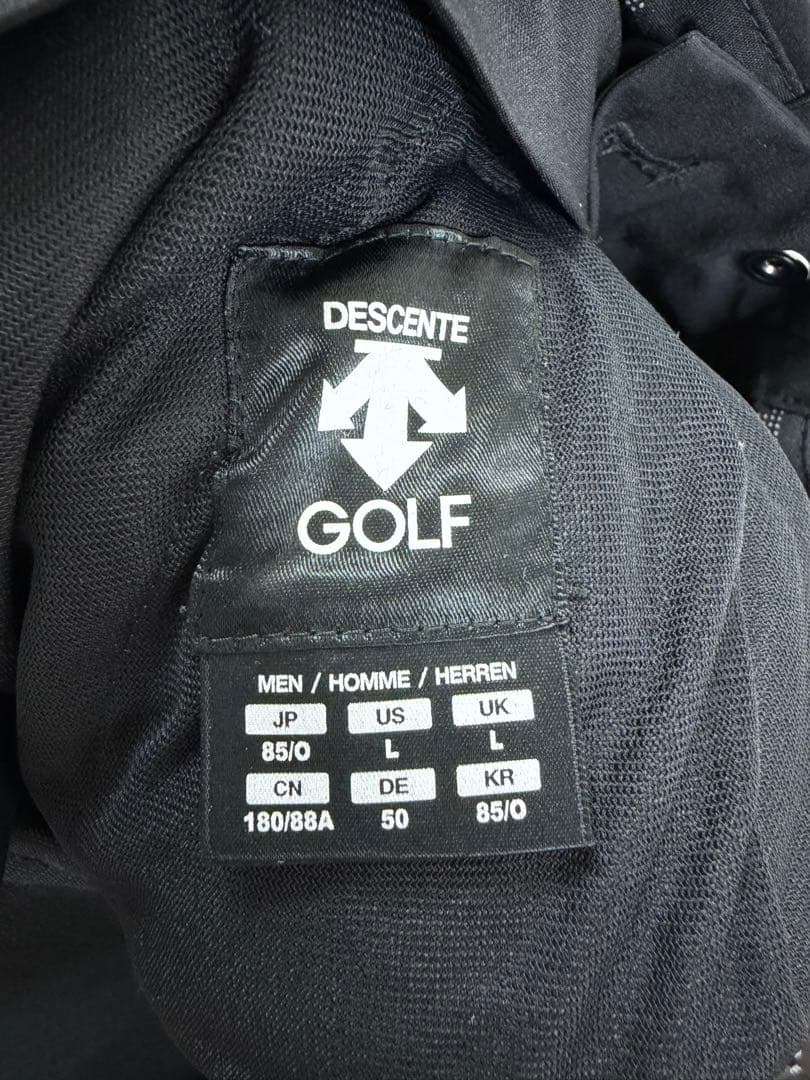 DESCENTE
GOLF
MEN / HOMME / HERREN
JP US UK
85/O L L
CN DE KR
180/88A 50 85/O